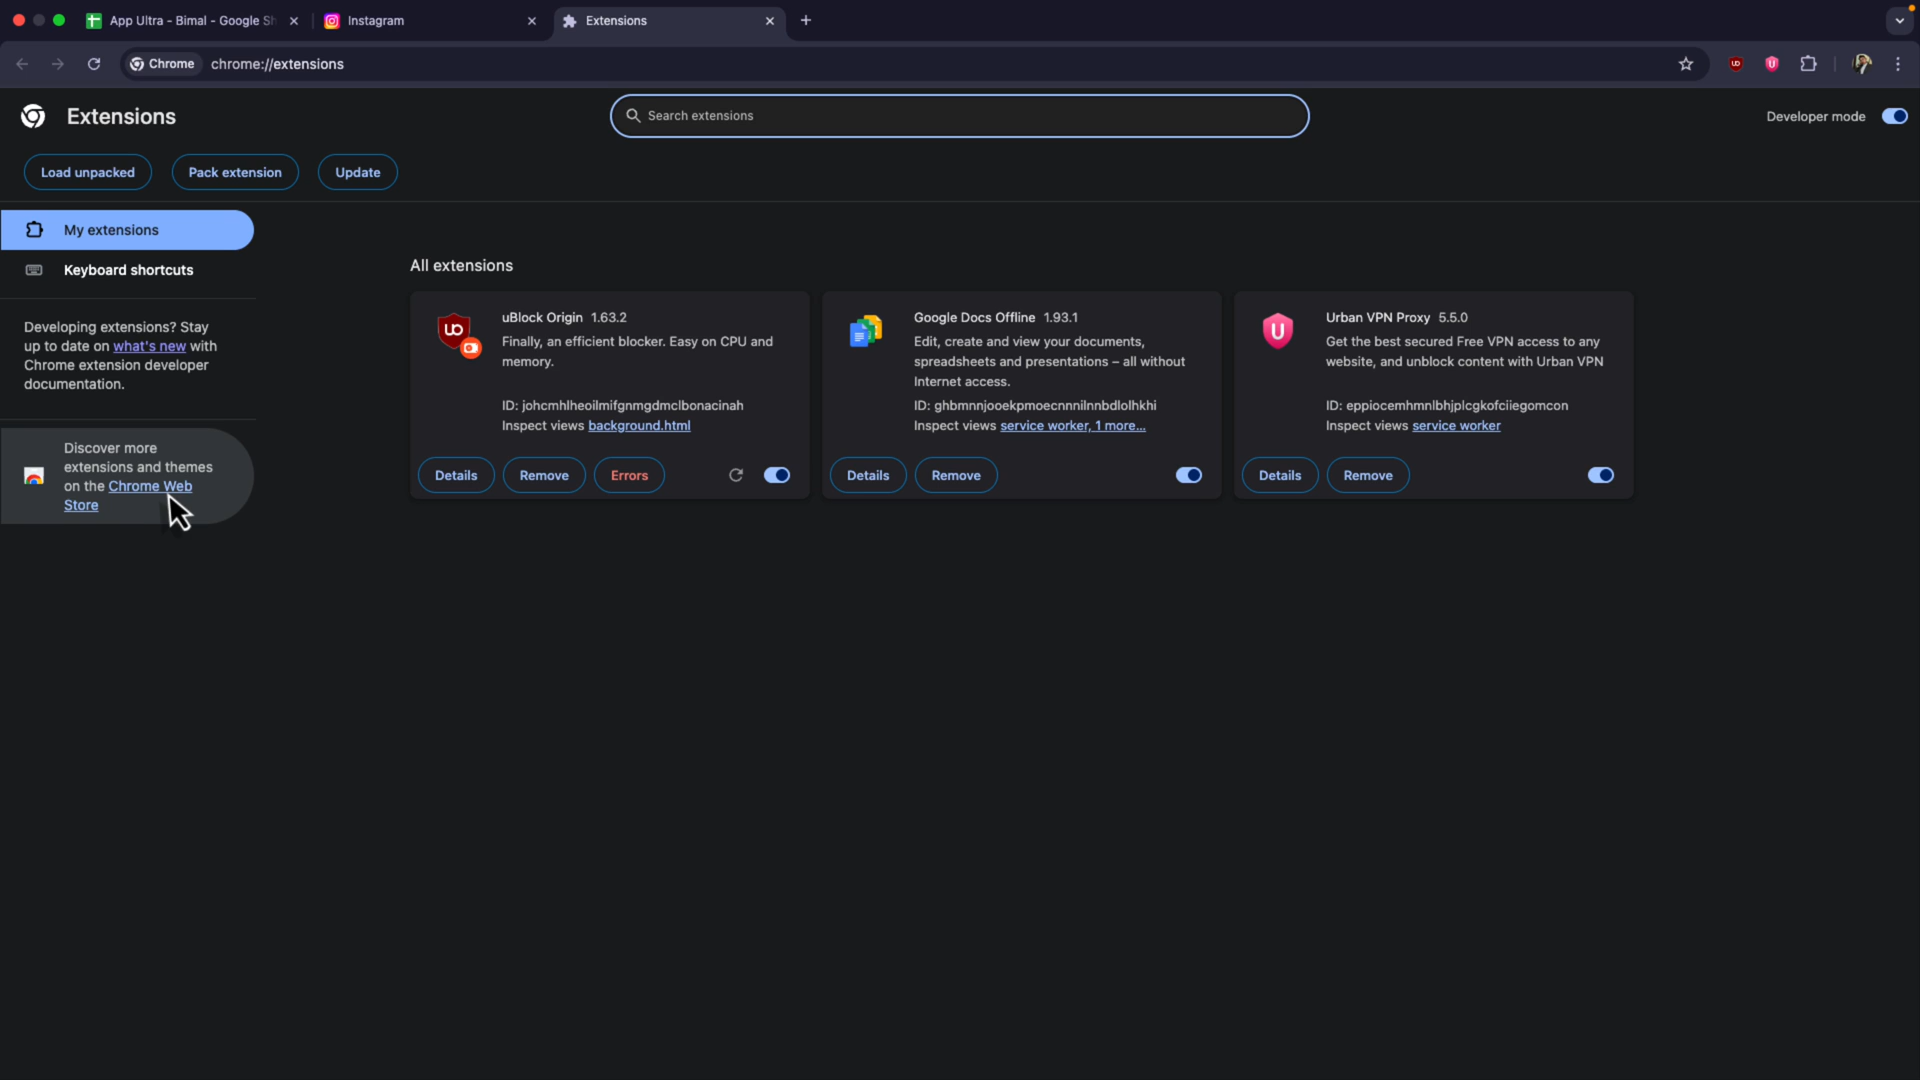 App Ultra - Bimal - Google Sh
Instagram
Extensions
Chrome
chrome://extensions
Extensions
Search extensions
Developer mode
Load unpacked
Pack extension
Update
My extensions
Keyboard shortcuts
Developing extensions? Stay
up to date on what's new with
Chrome extension developer
documentation.
Discover more
extensions and themes
on the Chrome Web
Store
All extensions
uBlock Origin 1.63.2
Finally, an efficient blocker. Easy on CPU and
memory.
ID: johcmhlheoilmifgnmgdmclbonacinah
Inspect views background.html
Details
Remove
Errors
Google Docs Offline 1.93.1
Edit, create and view your documents,
spreadsheets and presentations – all without
Internet access.
ID: ghbmnnjooekpmoecnnnilnnbdlolhkhi
Inspect views service worker, 1 more...
Details
Remove
Urban VPN Proxy 5.5.0
Get the best secured Free VPN access to any
website, and unblock content with Urban VPN
ID: eppiocemhmnlbhjplcgkofciiegomcon
Inspect views service worker
Details
Remove